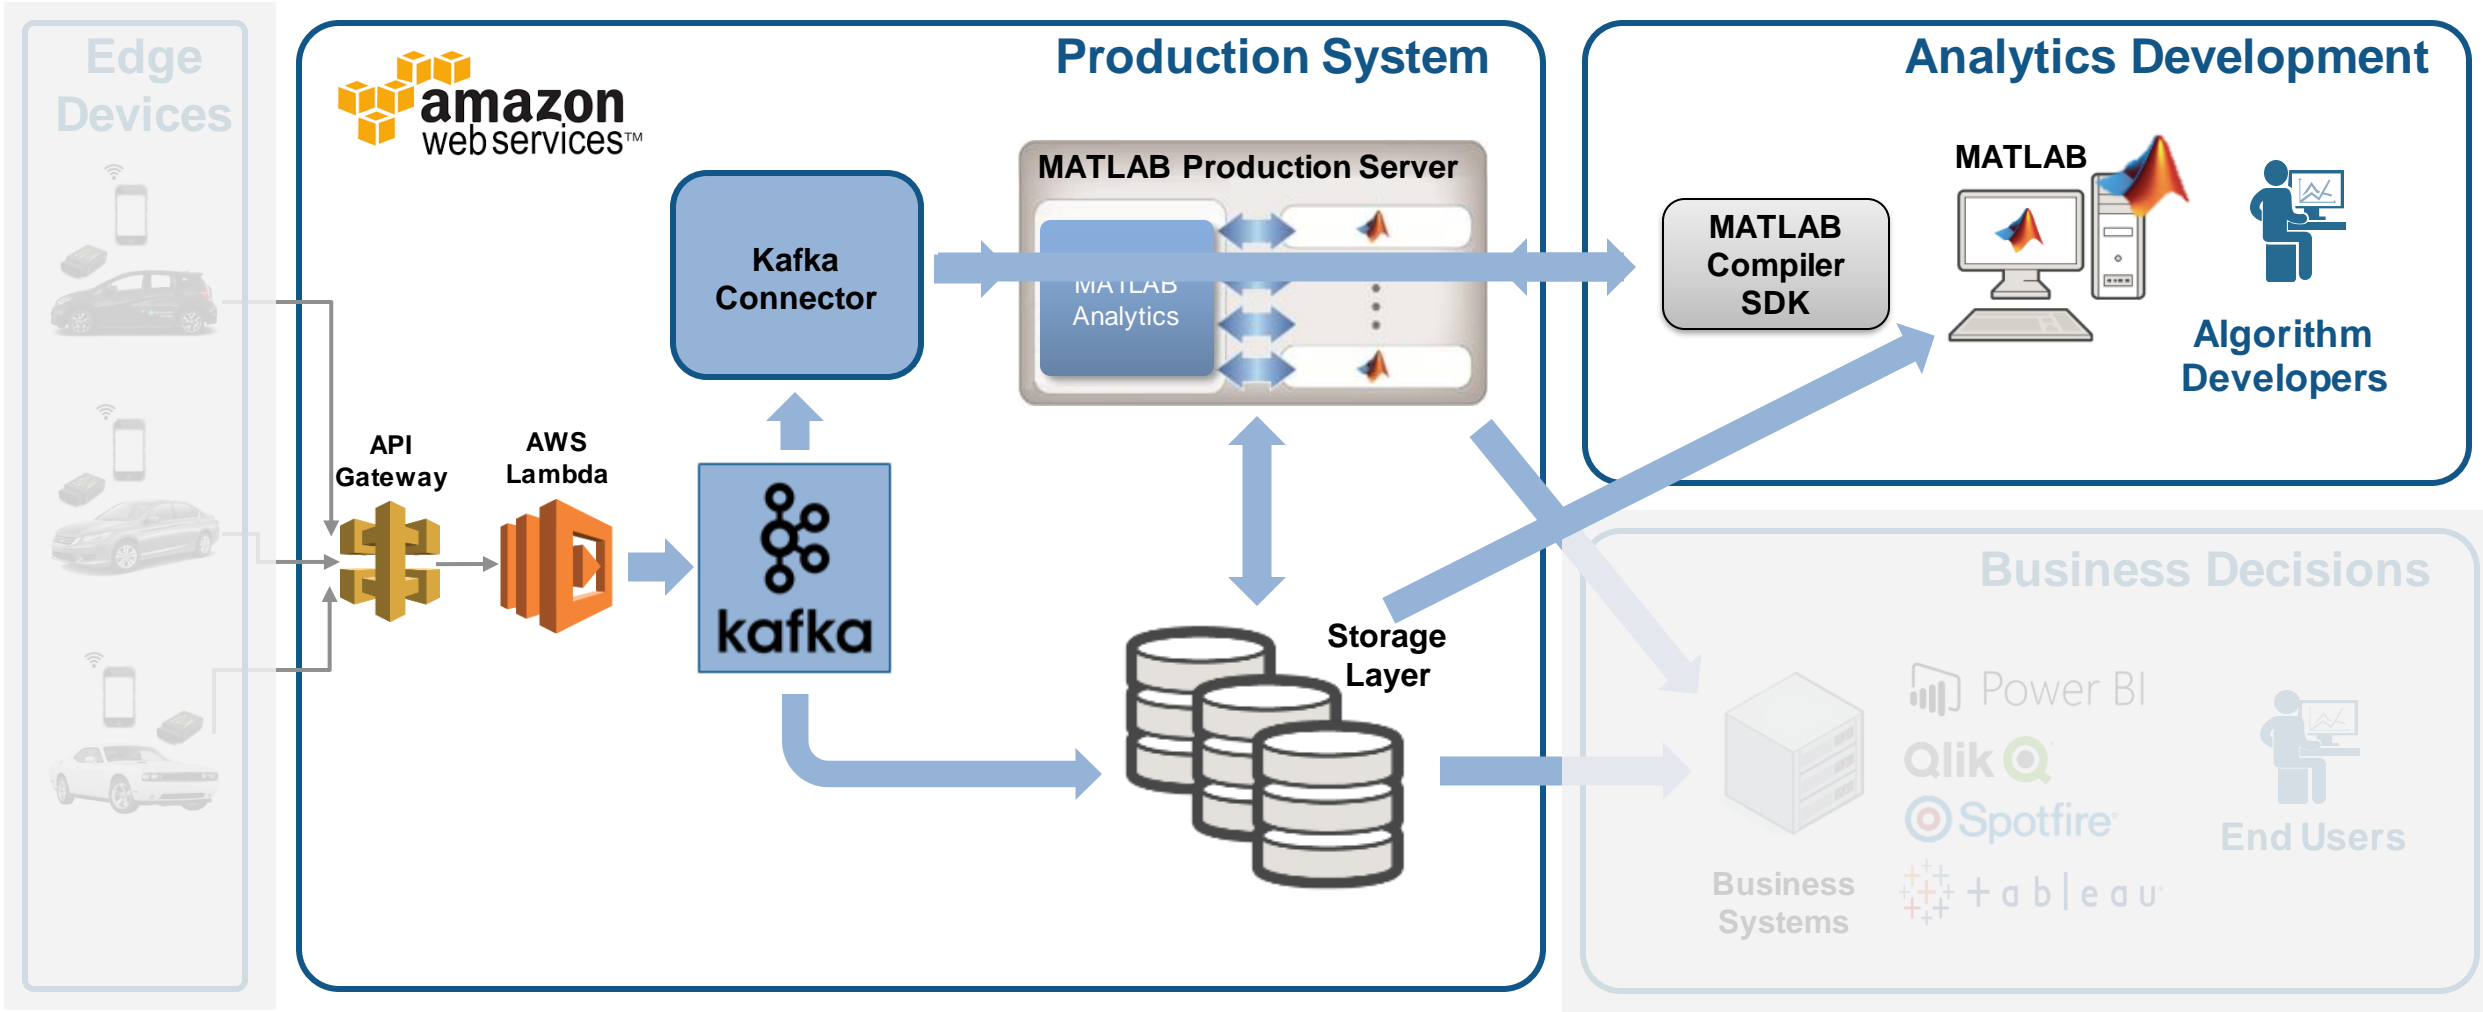 Edge
Devices
amazon
web services™
Production System
MATLAB Production Server
MATLAB
Analytics
Kafka
Connector
API
Gateway
AWS
Lambda
kafka
Storage
Layer
Analytics Development
MATLAB
MATLAB
Compiler
SDK
Algorithm
Developers
Business Decisions
Power BI
Qlik
Spotfire
+ a b | e a u
End Users
Business
Systems